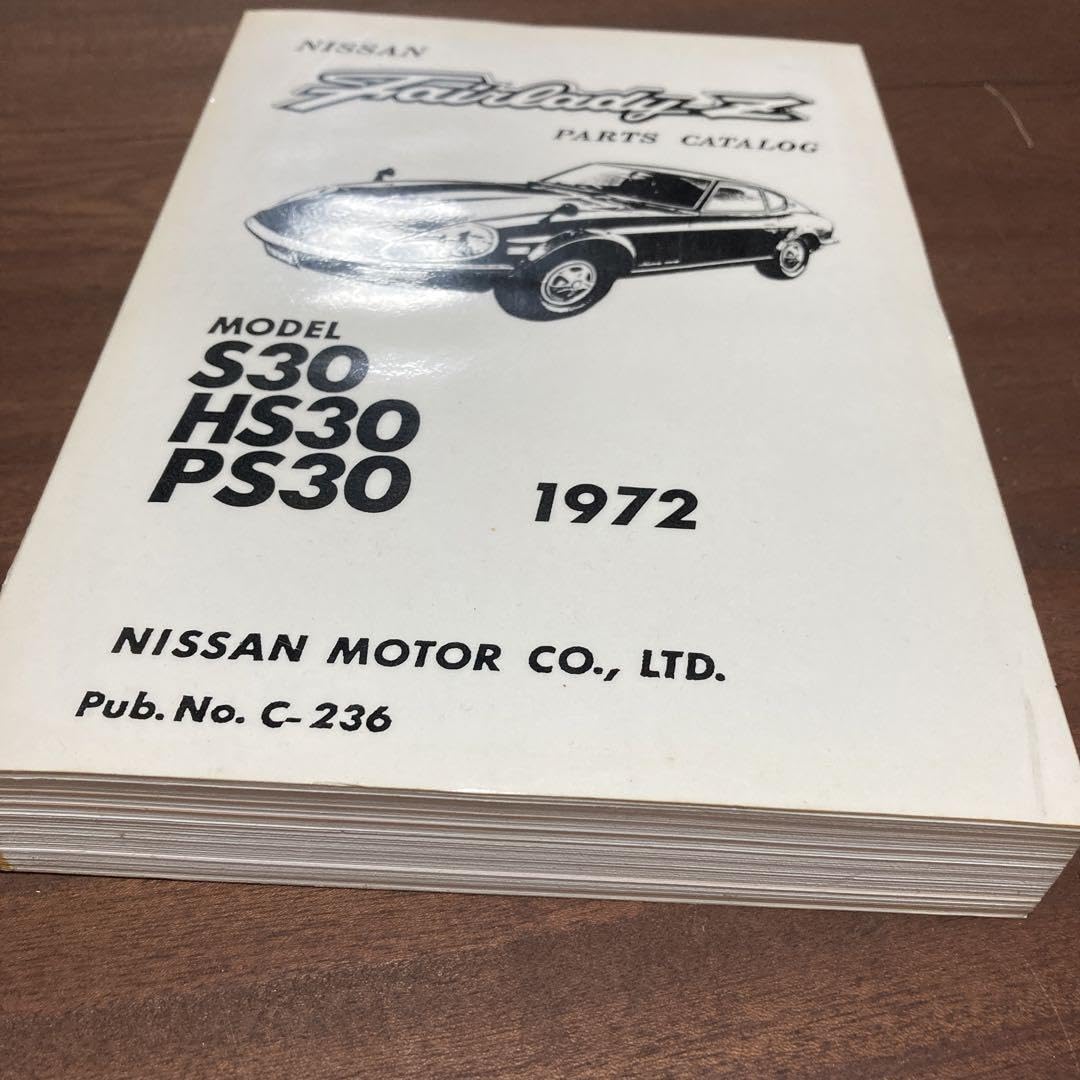 NISSAN
Fairlady Z
PARTS CATALOG
MODEL
S30
HS30
PS30
1972
NISSAN MOTOR CO., LTD.
Pub. No. C-236